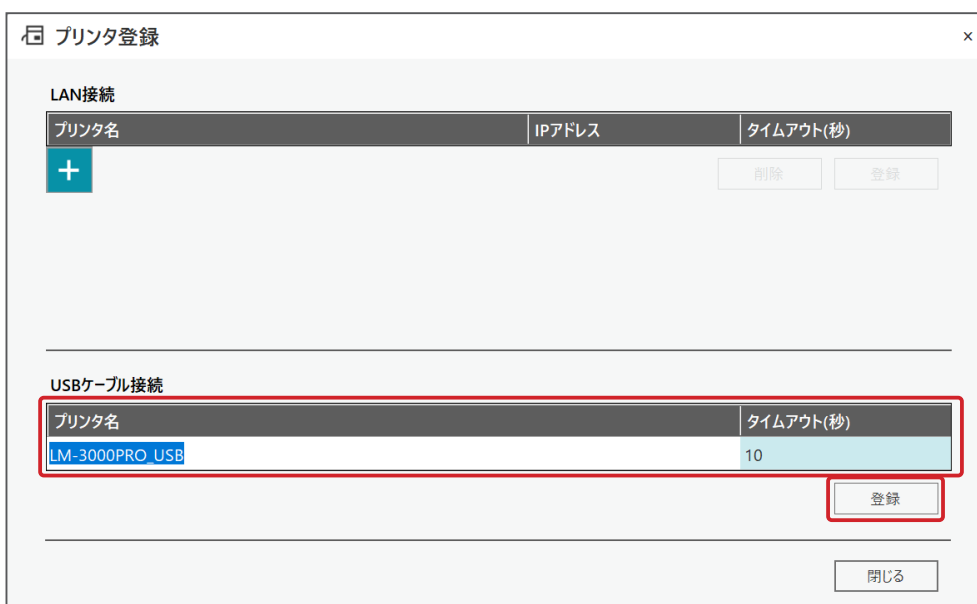 プリンタ登録
×
LAN接続
プリンタ名 IPアドレス タイムアウト(秒)
+
削除 登録
USBケーブル接続
プリンタ名 タイムアウト(秒)
LM-3000PRO_USB 10
登録
閉じる